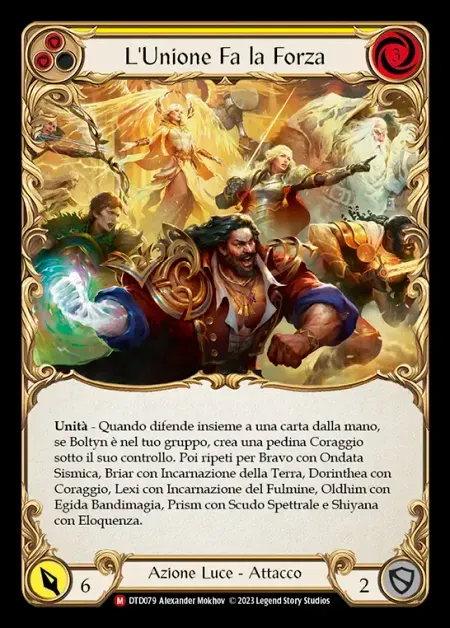 L'Unione Fa la Forza
3
Unità - Quando difende insieme a una carta dalla mano,
se Boltyn è nel tuo gruppo, crea una pedina Coraggio
sotto il suo controllo. Poi ripeti per Bravo con Ondata
Sismica, Briar con Incarnazione della Terra, Dorinthea con
Coraggio, Lexi con Incarnazione del Fulmine, Oldhim con
Egida Bandimagia, Prism con Scudo Spettrale e Shiyana
con Eloquenza.
6
Azione Luce - Attacco
2
M DTD079 Alexander Mokhov © 2023 Legend Story Studios